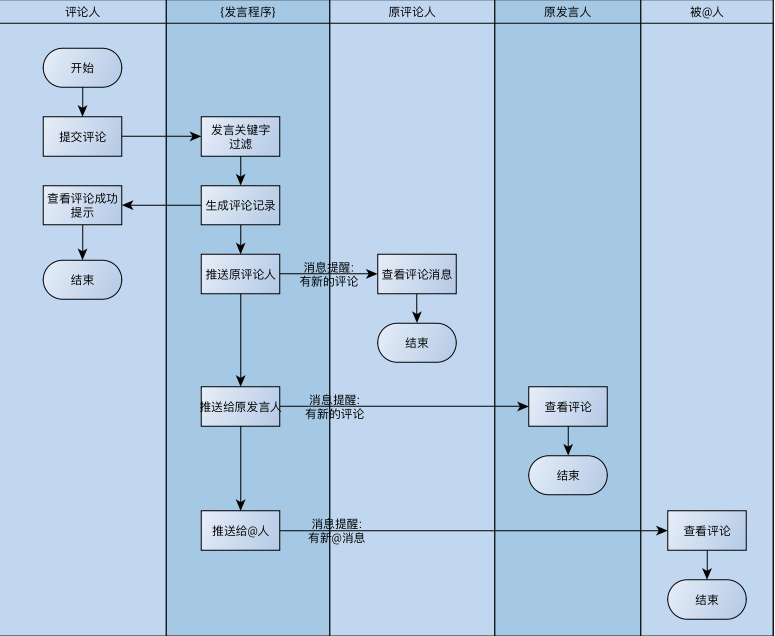 评论人
{发言程序}
原评论人
原发言人
被@人
开始
提交评论
发言关键字
过滤
查看评论成功
提示
生成评论记录
结束
推送原评论人
消息提醒:
有新的评论
查看评论消息
结束
推送给原发言人
消息提醒:
有新的评论
查看评论
结束
推送给@人
消息提醒:
有新@消息
查看评论
结束